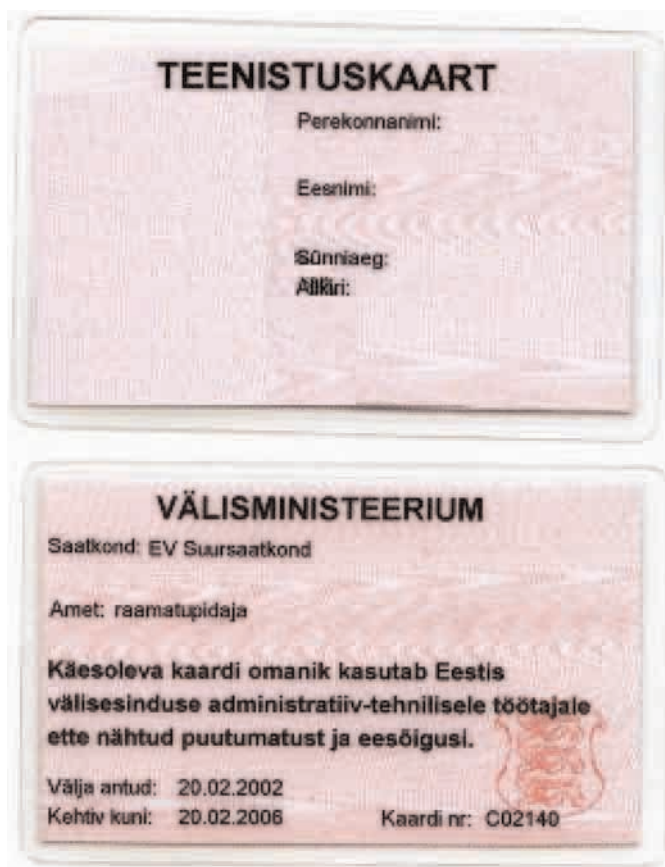 TEENISTUSKAART
Perekonnanimi:
Eesnimi:
Sünniaeg:
Allkiri:
VÄLISMINISTEERIUM
Saatkond: EV Suursaatkond
Amet: raamatupidaja
Käesoleva kaardi omanik kasutab Eestis
välisesinduse administratiiv-tehnilisele töötajale
ette nähtud puutumatust ja eesõigusi.
Välja antud: 20.02.2002
Kehtiv kuni: 20.02.2006 Kaardi nr: C02140